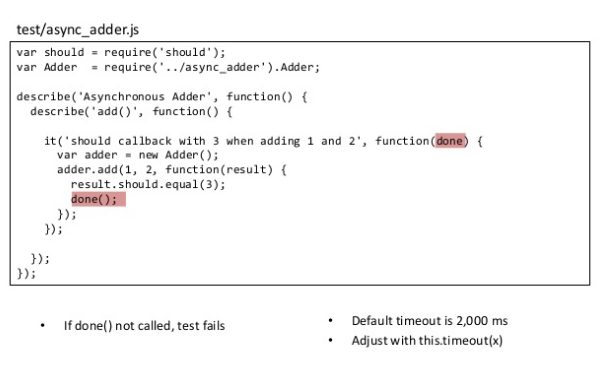 test/async_adder.js
var should = require('should');
var Adder  = require('../async_adder').Adder;
describe('Asynchronous Adder', function() {
describe('add()', function() {
it('should callback with 3 when adding 1 and 2', function(done) {
var adder = new Adder();
adder.add(1, 2, function(result) {
result.should.equal(3);
done();
});
});
});
});
• If done() not called, test fails
• Default timeout is 2,000 ms
• Adjust with this.timeout(x)